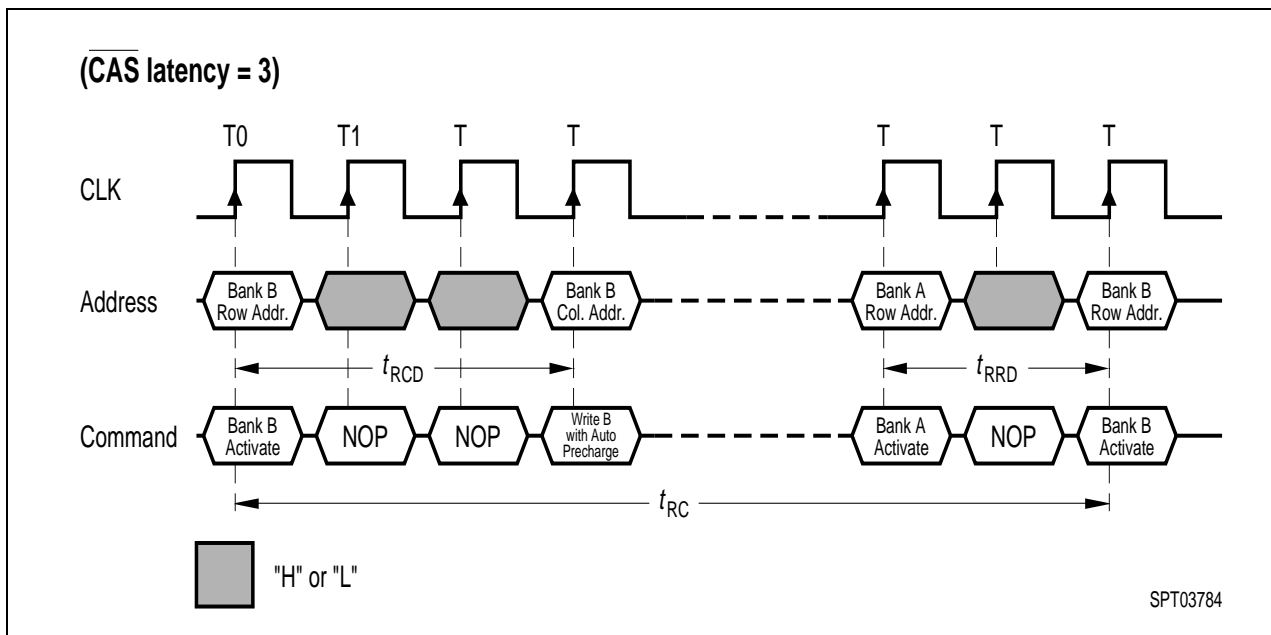 (CAS latency = 3)
T0 T1 T T T T T
CLK
Address
Bank B
Row Addr.
Bank B
Col. Addr.
Bank A
Row Addr.
Bank B
Row Addr.
tRCD
tRRD
Command
Bank B
Activate
NOP
NOP
Write B
with Auto
Precharge
Bank A
Activate
NOP
Bank B
Activate
tRC
"H" or "L"
SPT03784